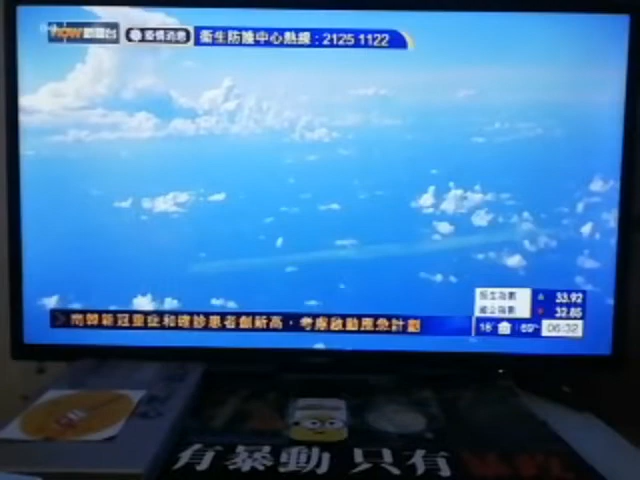 now 新聞台 疫情消息 衞生防護中心熱線：2125 1122
恒生指數 33.92
國企指數 32.85
南韓新冠重症和確診患者創新高，考慮啟動應急計劃
18° 69% 06:32
有暴動 只有